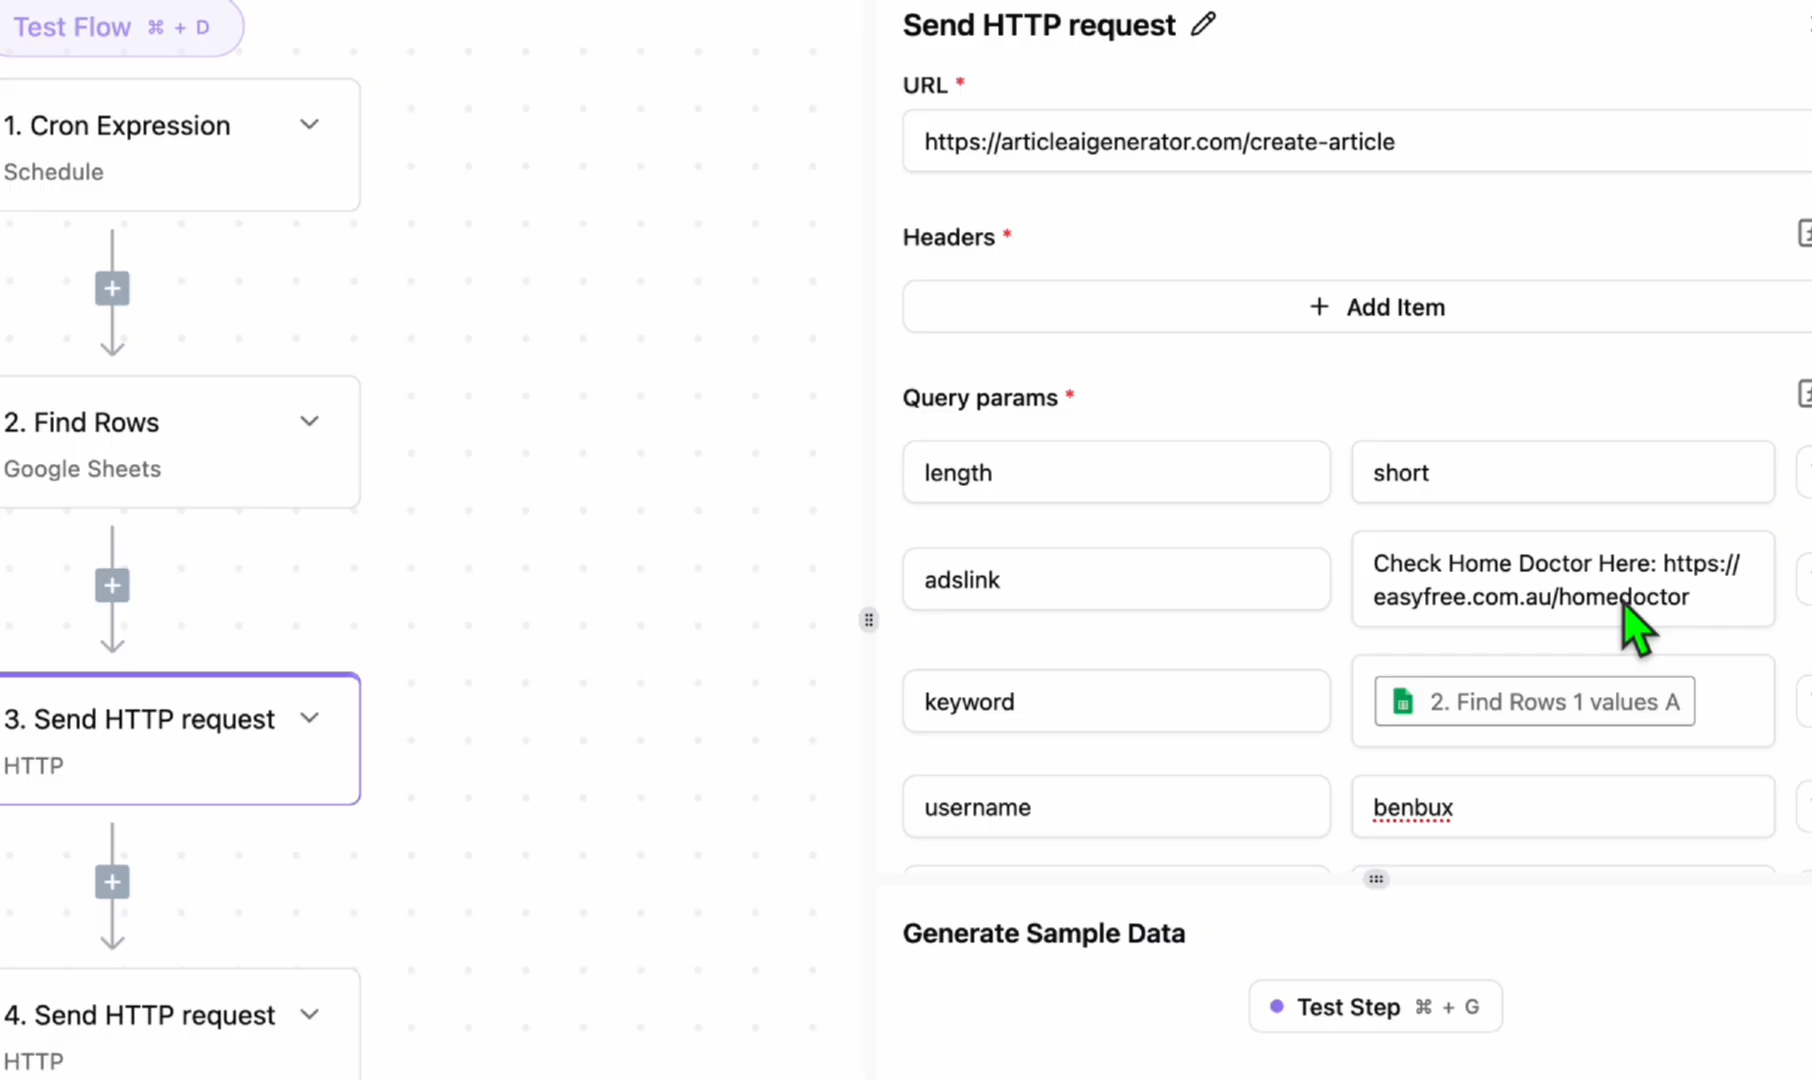 Test Flow ⌘ + D
1. Cron Expression
Schedule
2. Find Rows
Google Sheets
3. Send HTTP request
HTTP
4. Send HTTP request
HTTP
Send HTTP request
URL *
https://articleaigenerator.com/create-article
Headers *
+ Add Item
Query params *
length
short
adslink
Check Home Doctor Here: https://
easyfree.com.au/homedoctor
keyword
2. Find Rows 1 values A
username
benbux
Generate Sample Data
Test Step ⌘ + G